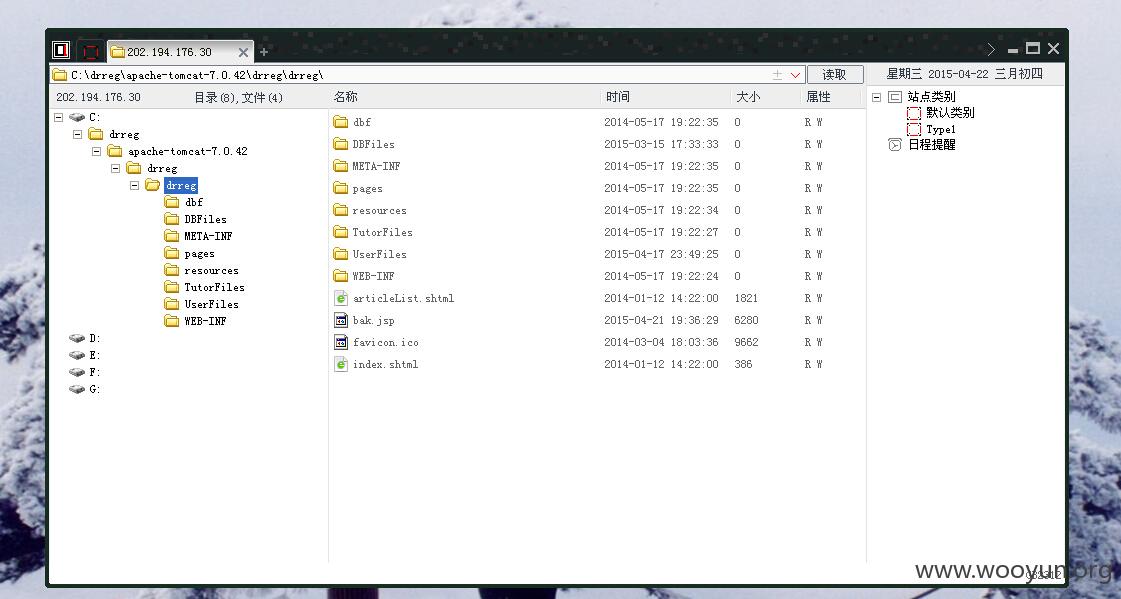 202.194.176.30
C:\drreg\apache-tomcat-7.0.42\drreg\drreg\
读取
星期三 2015-04-22 三月初四
202.194.176.30 目录(8),文件(4)
名称 时间 大小 属性
C:
drreg
apache-tomcat-7.0.42
drreg
drreg
dbf
DBFiles
META-INF
pages
resources
TutorFiles
UserFiles
WEB-INF
D:
E:
F:
G:
dbf 2014-05-17 19:22:35 0 R W
DBFiles 2015-03-15 17:33:33 0 R W
META-INF 2014-05-17 19:22:35 0 R W
pages 2014-05-17 19:22:35 0 R W
resources 2014-05-17 19:22:34 0 R W
TutorFiles 2014-05-17 19:22:27 0 R W
UserFiles 2015-04-17 23:49:25 0 R W
WEB-INF 2014-05-17 19:22:24 0 R W
articleList.shtml 2014-01-12 14:22:00 1821 R W
bak.jsp 2015-04-21 19:36:29 6280 R W
favicon.ico 2014-03-04 18:03:36 9662 R W
index.shtml 2014-01-12 14:22:00 386 R W
站点类别
默认类别
Type1
日程提醒
www.wooyun.org